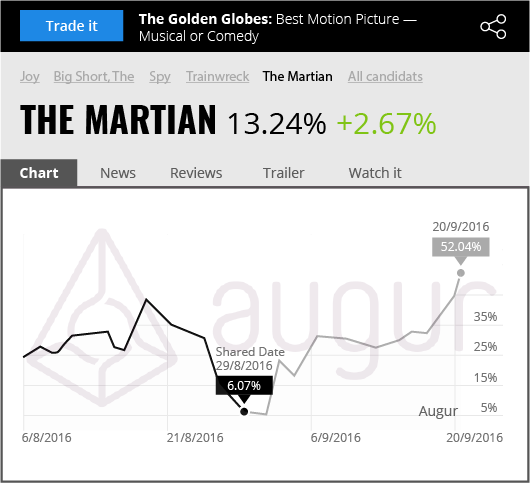 Trade it
The Golden Globes: Best Motion Picture —
Musical or Comedy
Joy Big Short, The Spy Trainwreck The Martian All candidats
THE MARTIAN 13.24% +2.67%
Chart News Reviews Trailer Watch it
20/9/2016
52.04%
augur
35%
Shared Date
29/8/2016
25%
6.07%
15%
Augur
5%
6/8/2016 21/8/2016 6/9/2016 20/9/2016